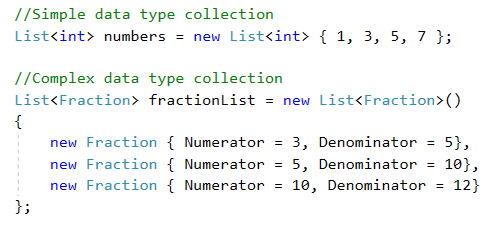 //Simple data type collection
List<int> numbers = new List<int> { 1, 3, 5, 7 };
//Complex data type collection
List<Fraction> fractionList = new List<Fraction>()
{
new Fraction { Numerator = 3, Denominator = 5},
new Fraction { Numerator = 5, Denominator = 10},
new Fraction { Numerator = 10, Denominator = 12}
};